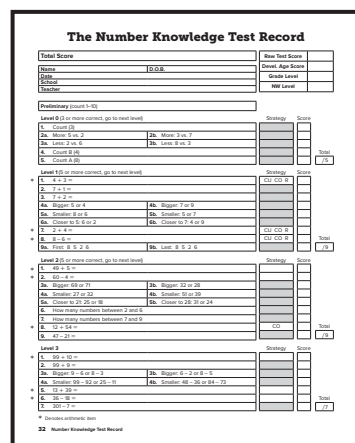 The Number Knowledge Test Record
Total Score
Raw Test Score
Devel. Age Score
Grade Level
NW Level
Name D.O.B.
Date
School
Teacher
Preliminary (count 1–10)
Level 0 (3 or more correct, go to next level) Strategy Score
1. Count (3)
2a. More: 5 vs. 2 2b. More: 3 vs. 7
3a. Less: 2 vs. 6 3b. Less: 8 vs. 3
4. Count B (4) Total
5. Count A (8) /5
Level 1 (5 or more correct, go to next level) Strategy Score
* 1. 4 + 3 = CU CO R
* 2. 7 + 1 =
3. 7 + 2 =
4a. Bigger: 5 or 4 4b. Bigger: 7 or 9
5a. Smaller: 8 or 6 5b. Smaller: 5 or 7
6a. Closer to 5: 6 or 2 6b. Closer to 7: 4 or 9
* 7. 2 + 4 = CU CO R
* 8. 8 – 6 = CU CO R Total
9a. First: 8 5 2 6 9b. Last: 8 5 2 6 /9
Level 2 (5 or more correct, go to next level) Strategy Score
* 1. 49 + 5 =
* 2. 60 – 4 =
3a. Bigger: 69 or 71 3b. Bigger: 32 or 28
4a. Smaller: 27 or 32 4b. Smaller: 51 or 39
5a. Closer to 21: 25 or 18 5b. Closer to 28: 31 or 24
6. How many numbers between 2 and 6
7. How many numbers between 7 and 9
* 8. 12 + 54 = CO Total
9. 47 – 21 = /9
Level 3 Strategy Score
* 1. 99 + 10 =
2. 99 + 9 =
3a. Bigger: 9 – 6 or 8 – 3 3b. Bigger: 6 – 2 or 8 – 5
4a. Smaller: 99 – 92 or 25 – 11 4b. Smaller: 48 – 36 or 84 – 73
* 5. 13 + 39 =
* 6. 36 – 18 = Total
7. 301 – 7 = /7
* Denotes arithmetic item
32 Number Knowledge Test Record